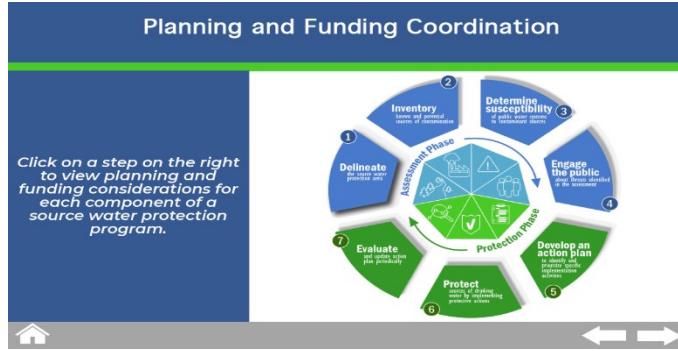 Planning and Funding Coordination
Click on a step on the right
to view planning and
funding considerations for
each component of a
source water protection
program.
1
Delineate
the source water
protection area
2
Inventory
known and potential
sources of contamination
Determine
susceptibility
3
of public water systems
to contaminant sources
Engage
the public
about threats identified
in the assessment
4
Develop an
action plan
to identify and
prioritize specific
implementation
activities
5
Protect
sources of drinking
water by implementing
protective actions
6
7
Evaluate
and update action
plan periodically
Assessment Phase
Protection Phase